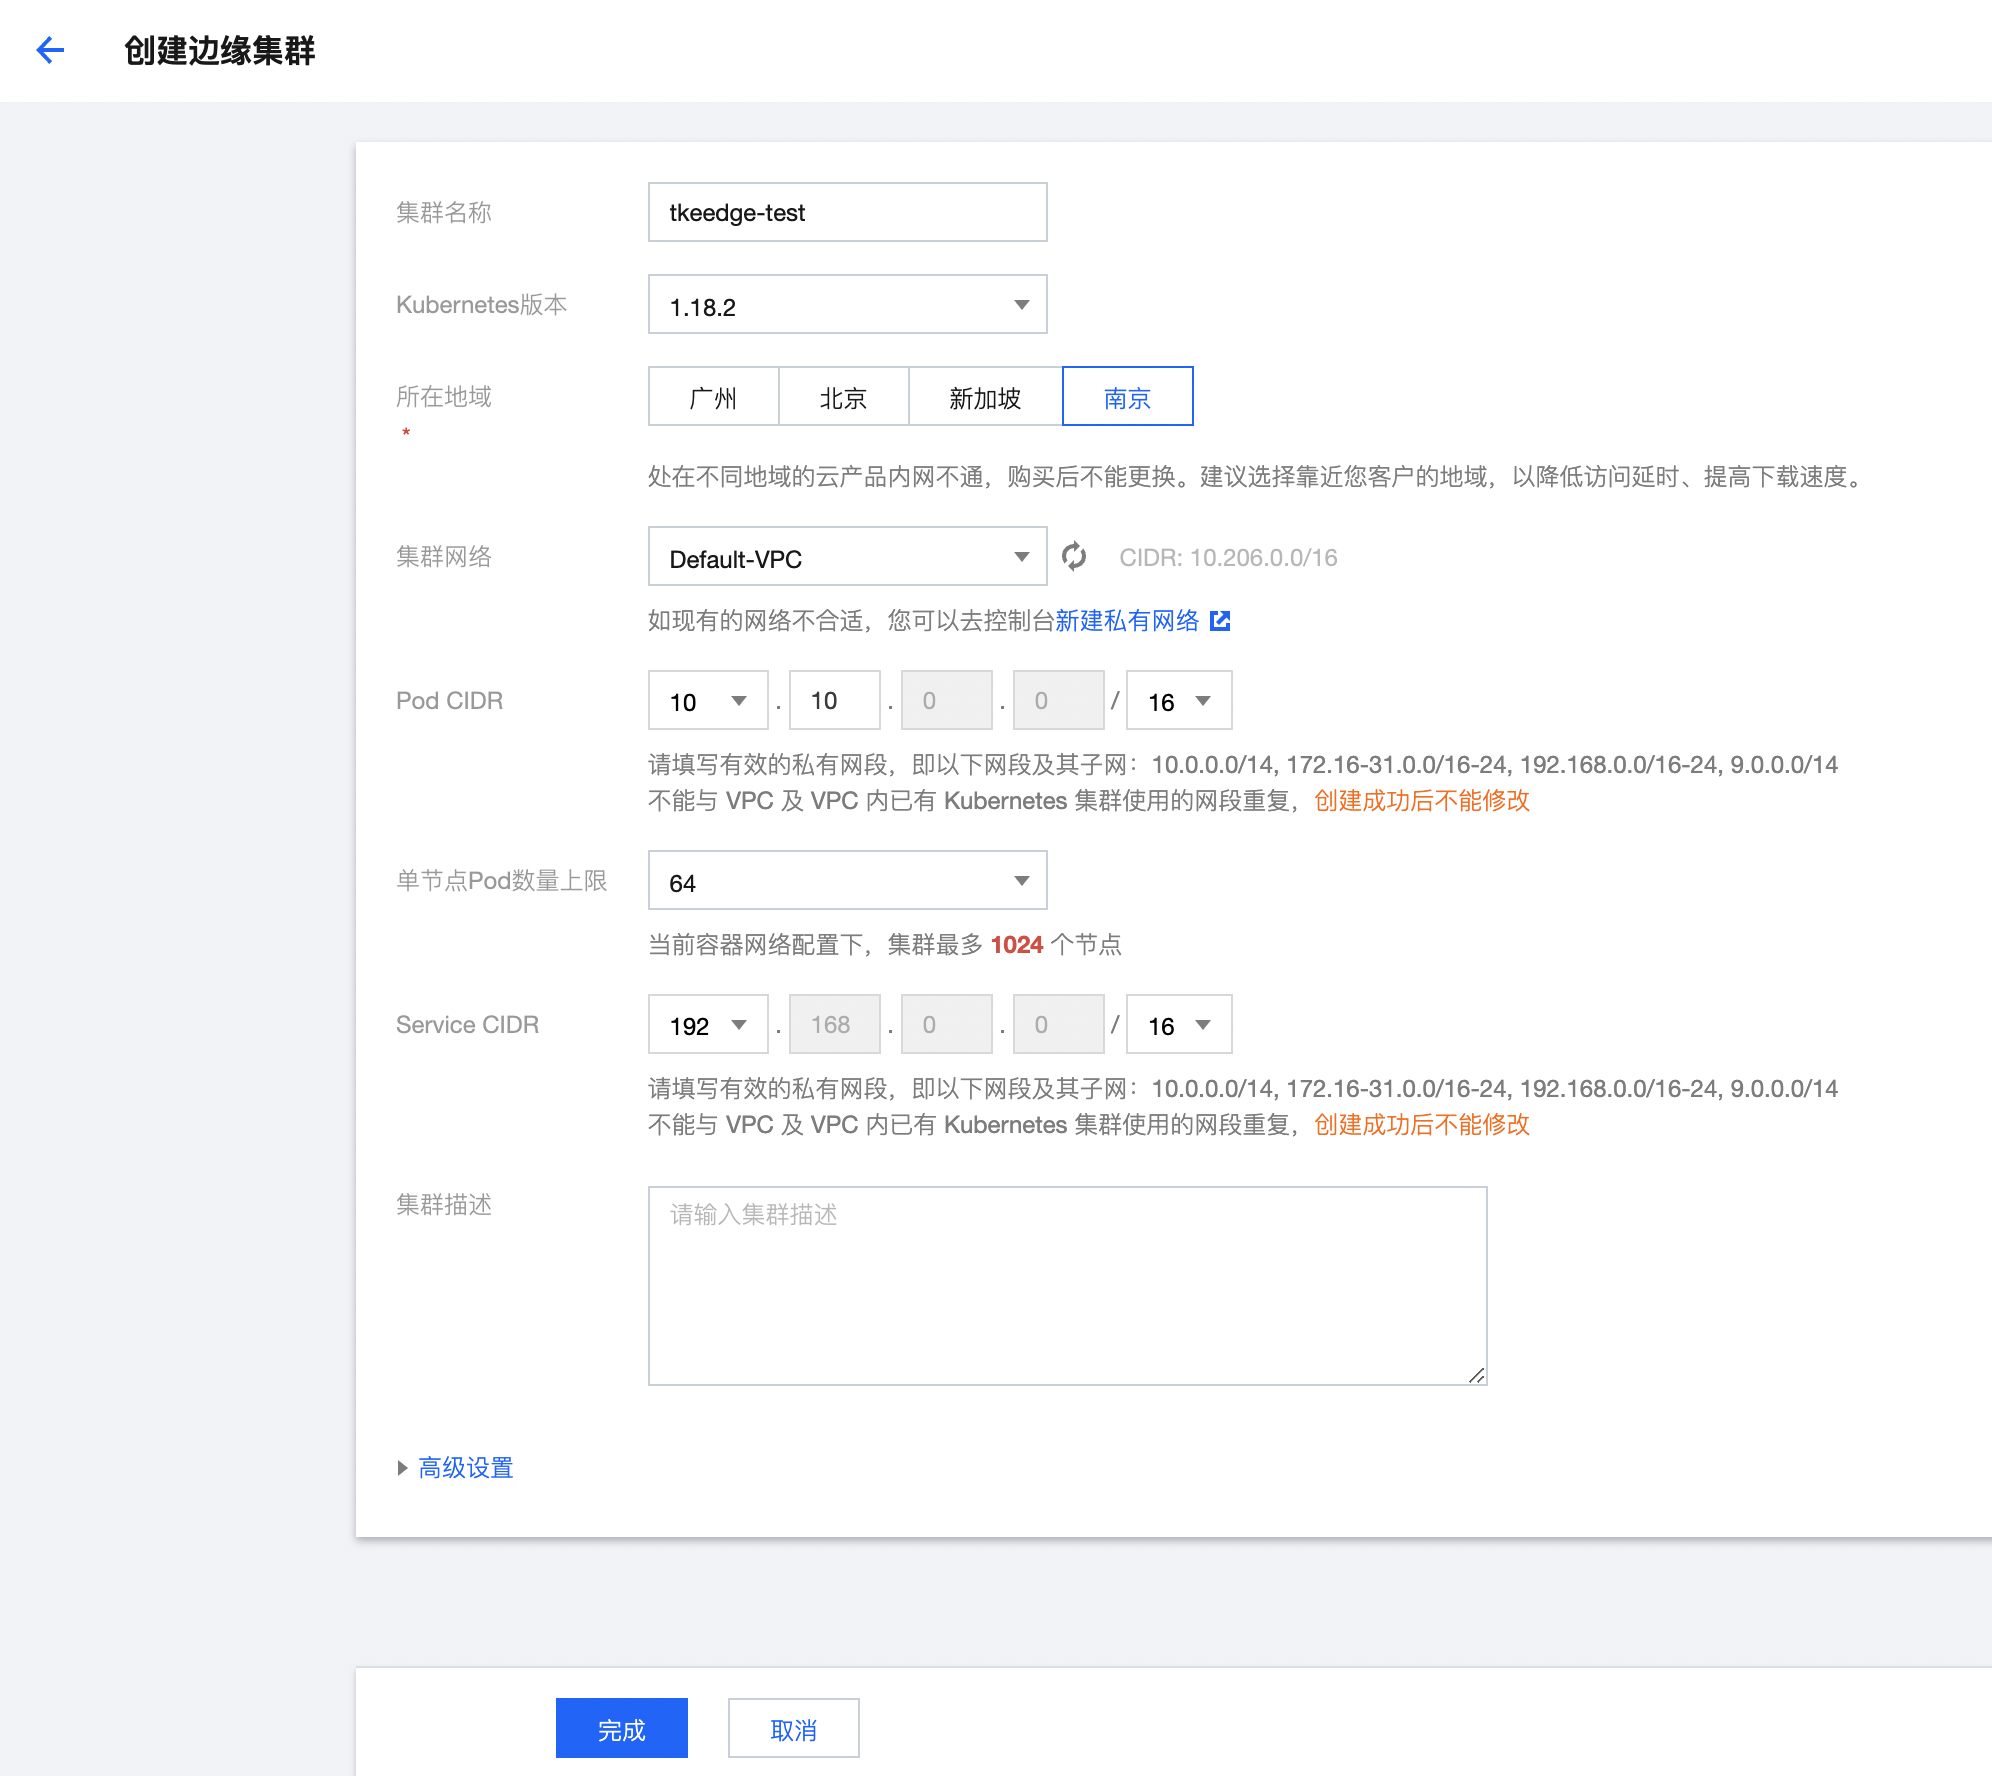 创建边缘集群
集群名称
tkeedge-test
Kubernetes版本
1.18.2
所在地域
*
广州
北京
新加坡
南京
处在不同地域的云产品内网不通，购买后不能更换。建议选择靠近您客户的地域，以降低访问延时、提高下载速度。
集群网络
Default-VPC
CIDR: 10.206.0.0/16
如现有的网络不合适，您可以去控制台新建私有网络
Pod CIDR
10 . 10 . 0 . 0 / 16
请填写有效的私有网段，即以下网段及其子网：10.0.0.0/14, 172.16-31.0.0/16-24, 192.168.0.0/16-24, 9.0.0.0/14
不能与 VPC 及 VPC 内已有 Kubernetes 集群使用的网段重复，创建成功后不能修改
单节点Pod数量上限
64
当前容器网络配置下，集群最多 1024 个节点
Service CIDR
192 . 168 . 0 . 0 / 16
请填写有效的私有网段，即以下网段及其子网：10.0.0.0/14, 172.16-31.0.0/16-24, 192.168.0.0/16-24, 9.0.0.0/14
不能与 VPC 及 VPC 内已有 Kubernetes 集群使用的网段重复，创建成功后不能修改
集群描述
请输入集群描述
高级设置
完成
取消